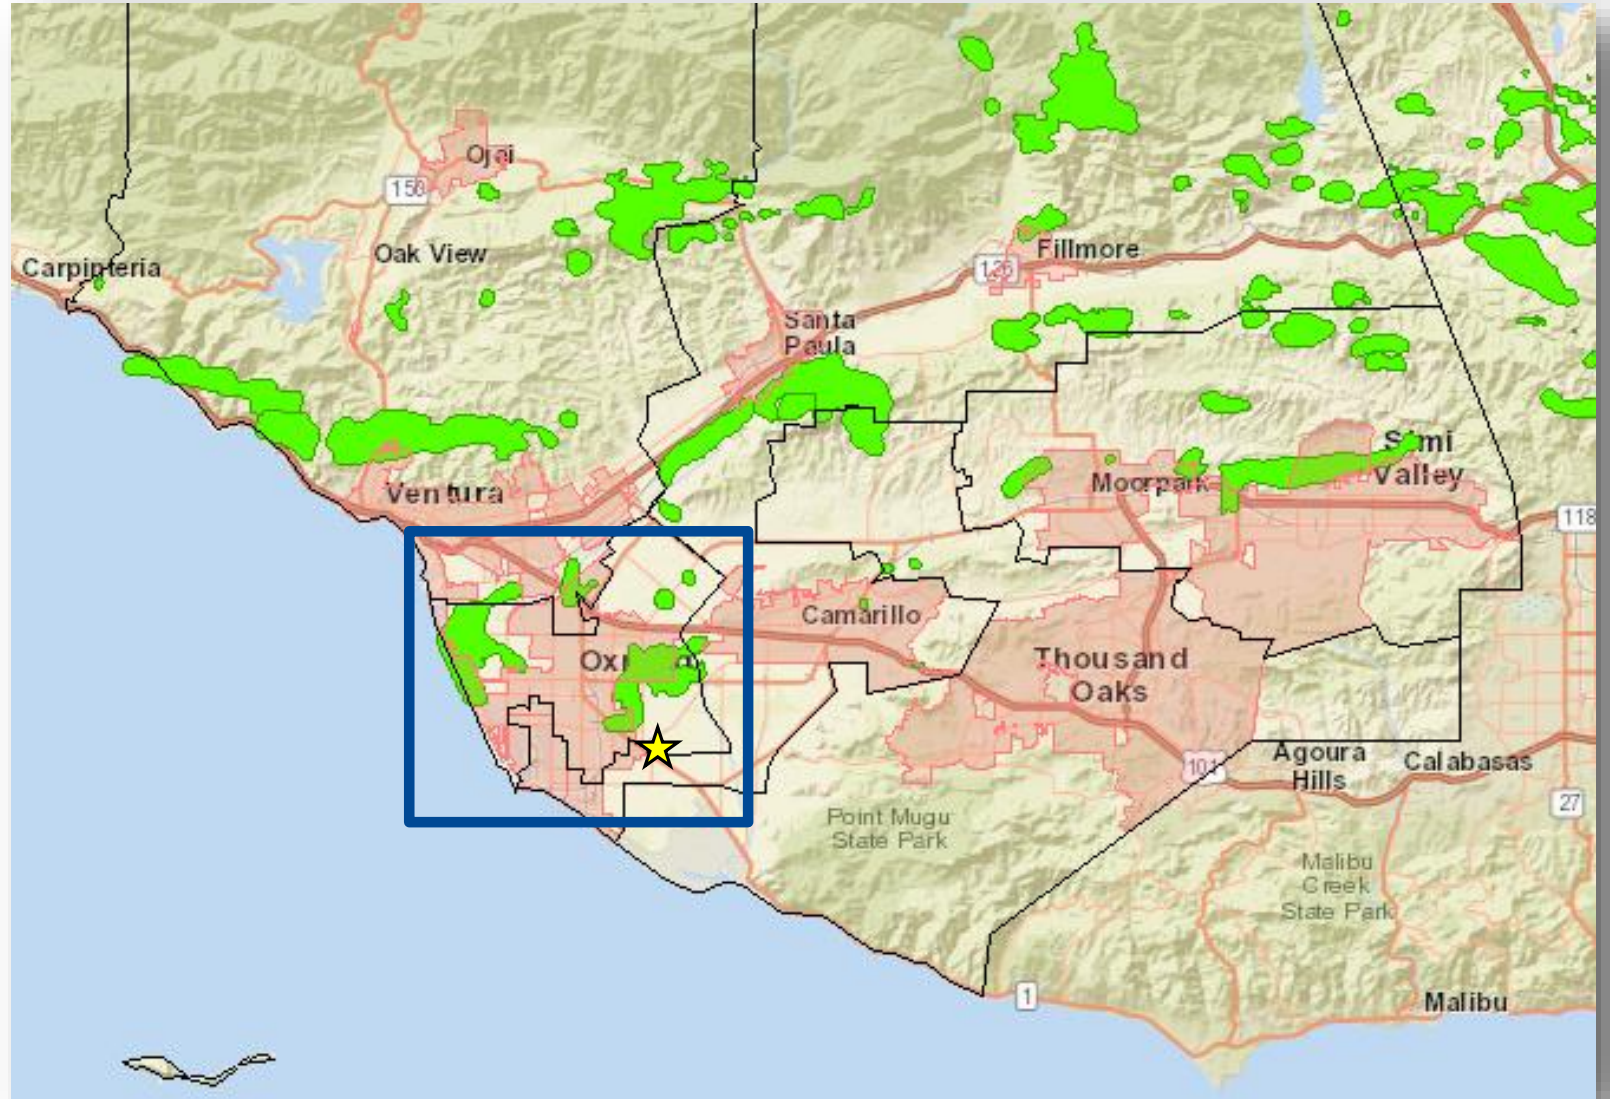 Ojai
150
Oak View
Carpinteria
Fillmore
126
Santa
Paula
Simi
Valley
Ventura
Moorpark
118
Camarillo
Thousand
Oaks
Agoura
Hills
Calabasas
101
27
Point Mugu
State Park
Malibu
Creek
State Park
1
Malibu